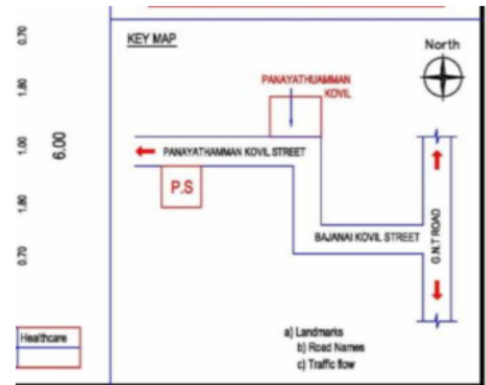 KEY MAP
North
PANAYATHUAMMAN
KOVIL
PANAYATHAMMAN KOVIL STREET
P.S
BAJANAI KOVIL STREET
G.N.T ROAD
a) Landmarks
b) Road Names
c) Traffic flow
0.70
1.80
1.00
6.00
1.80
0.70
Healthcare